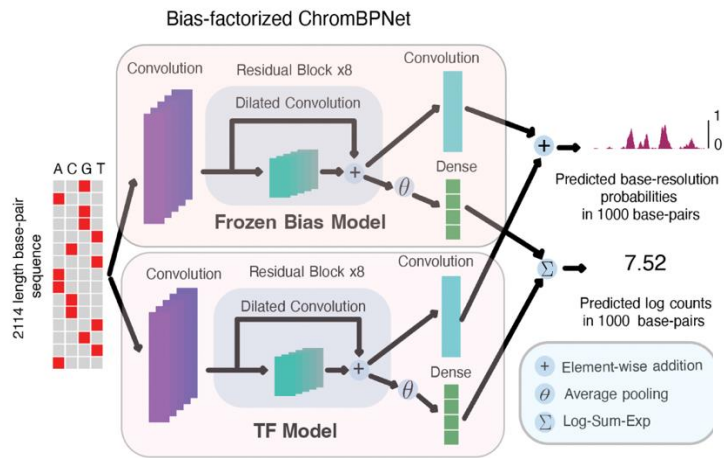 Bias-factorized ChromBPNet
Convolution
Residual Block x8
Convolution
Dilated Convolution
+
θ
Dense
Frozen Bias Model
A C G T
2114 length base-pair
sequence
Convolution
Residual Block x8
Convolution
Dilated Convolution
+
θ
Dense
TF Model
+
1
0
Predicted base-resolution
probabilities
in 1000 base-pairs
Σ
7.52
Predicted log counts
in 1000 base-pairs
+ Element-wise addition
θ Average pooling
Σ Log-Sum-Exp